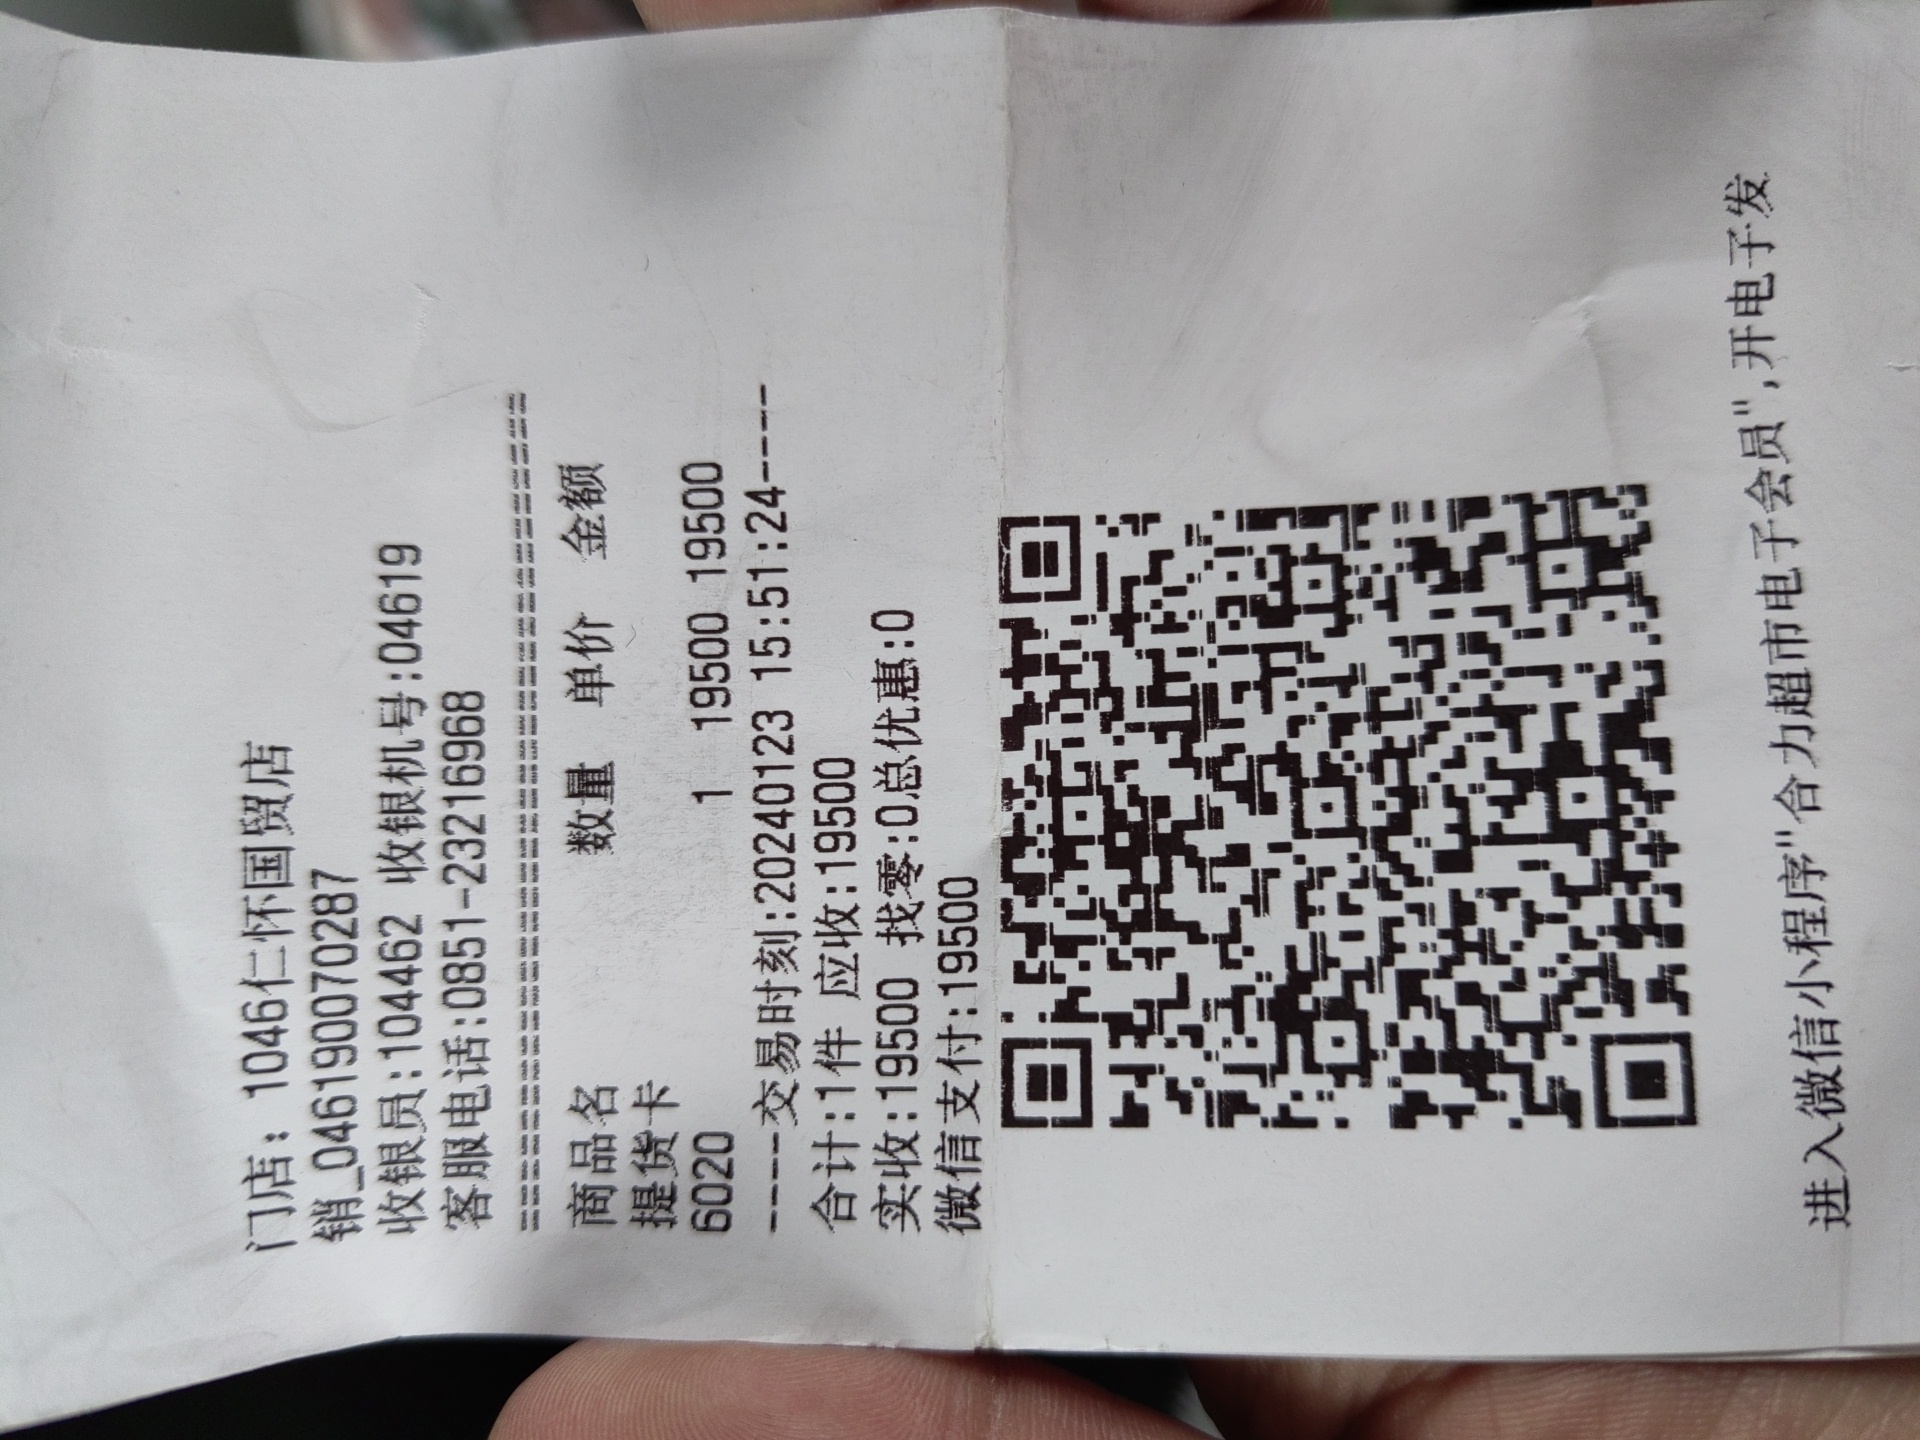 门店: 1046仁怀国贸店
销_046190070287
收银员:104462 收银机号:04619
客服电话:0851-23216968
商品名 数量 单价 金额
提货卡
6020 1 19500 19500
-----交易时刻:20240123 15:51:24-----
合计:1件 应收:19500
实收:19500 找零:0总优惠:0
微信支付:19500
进入微信小程序"合力超市电子会员",开电子发